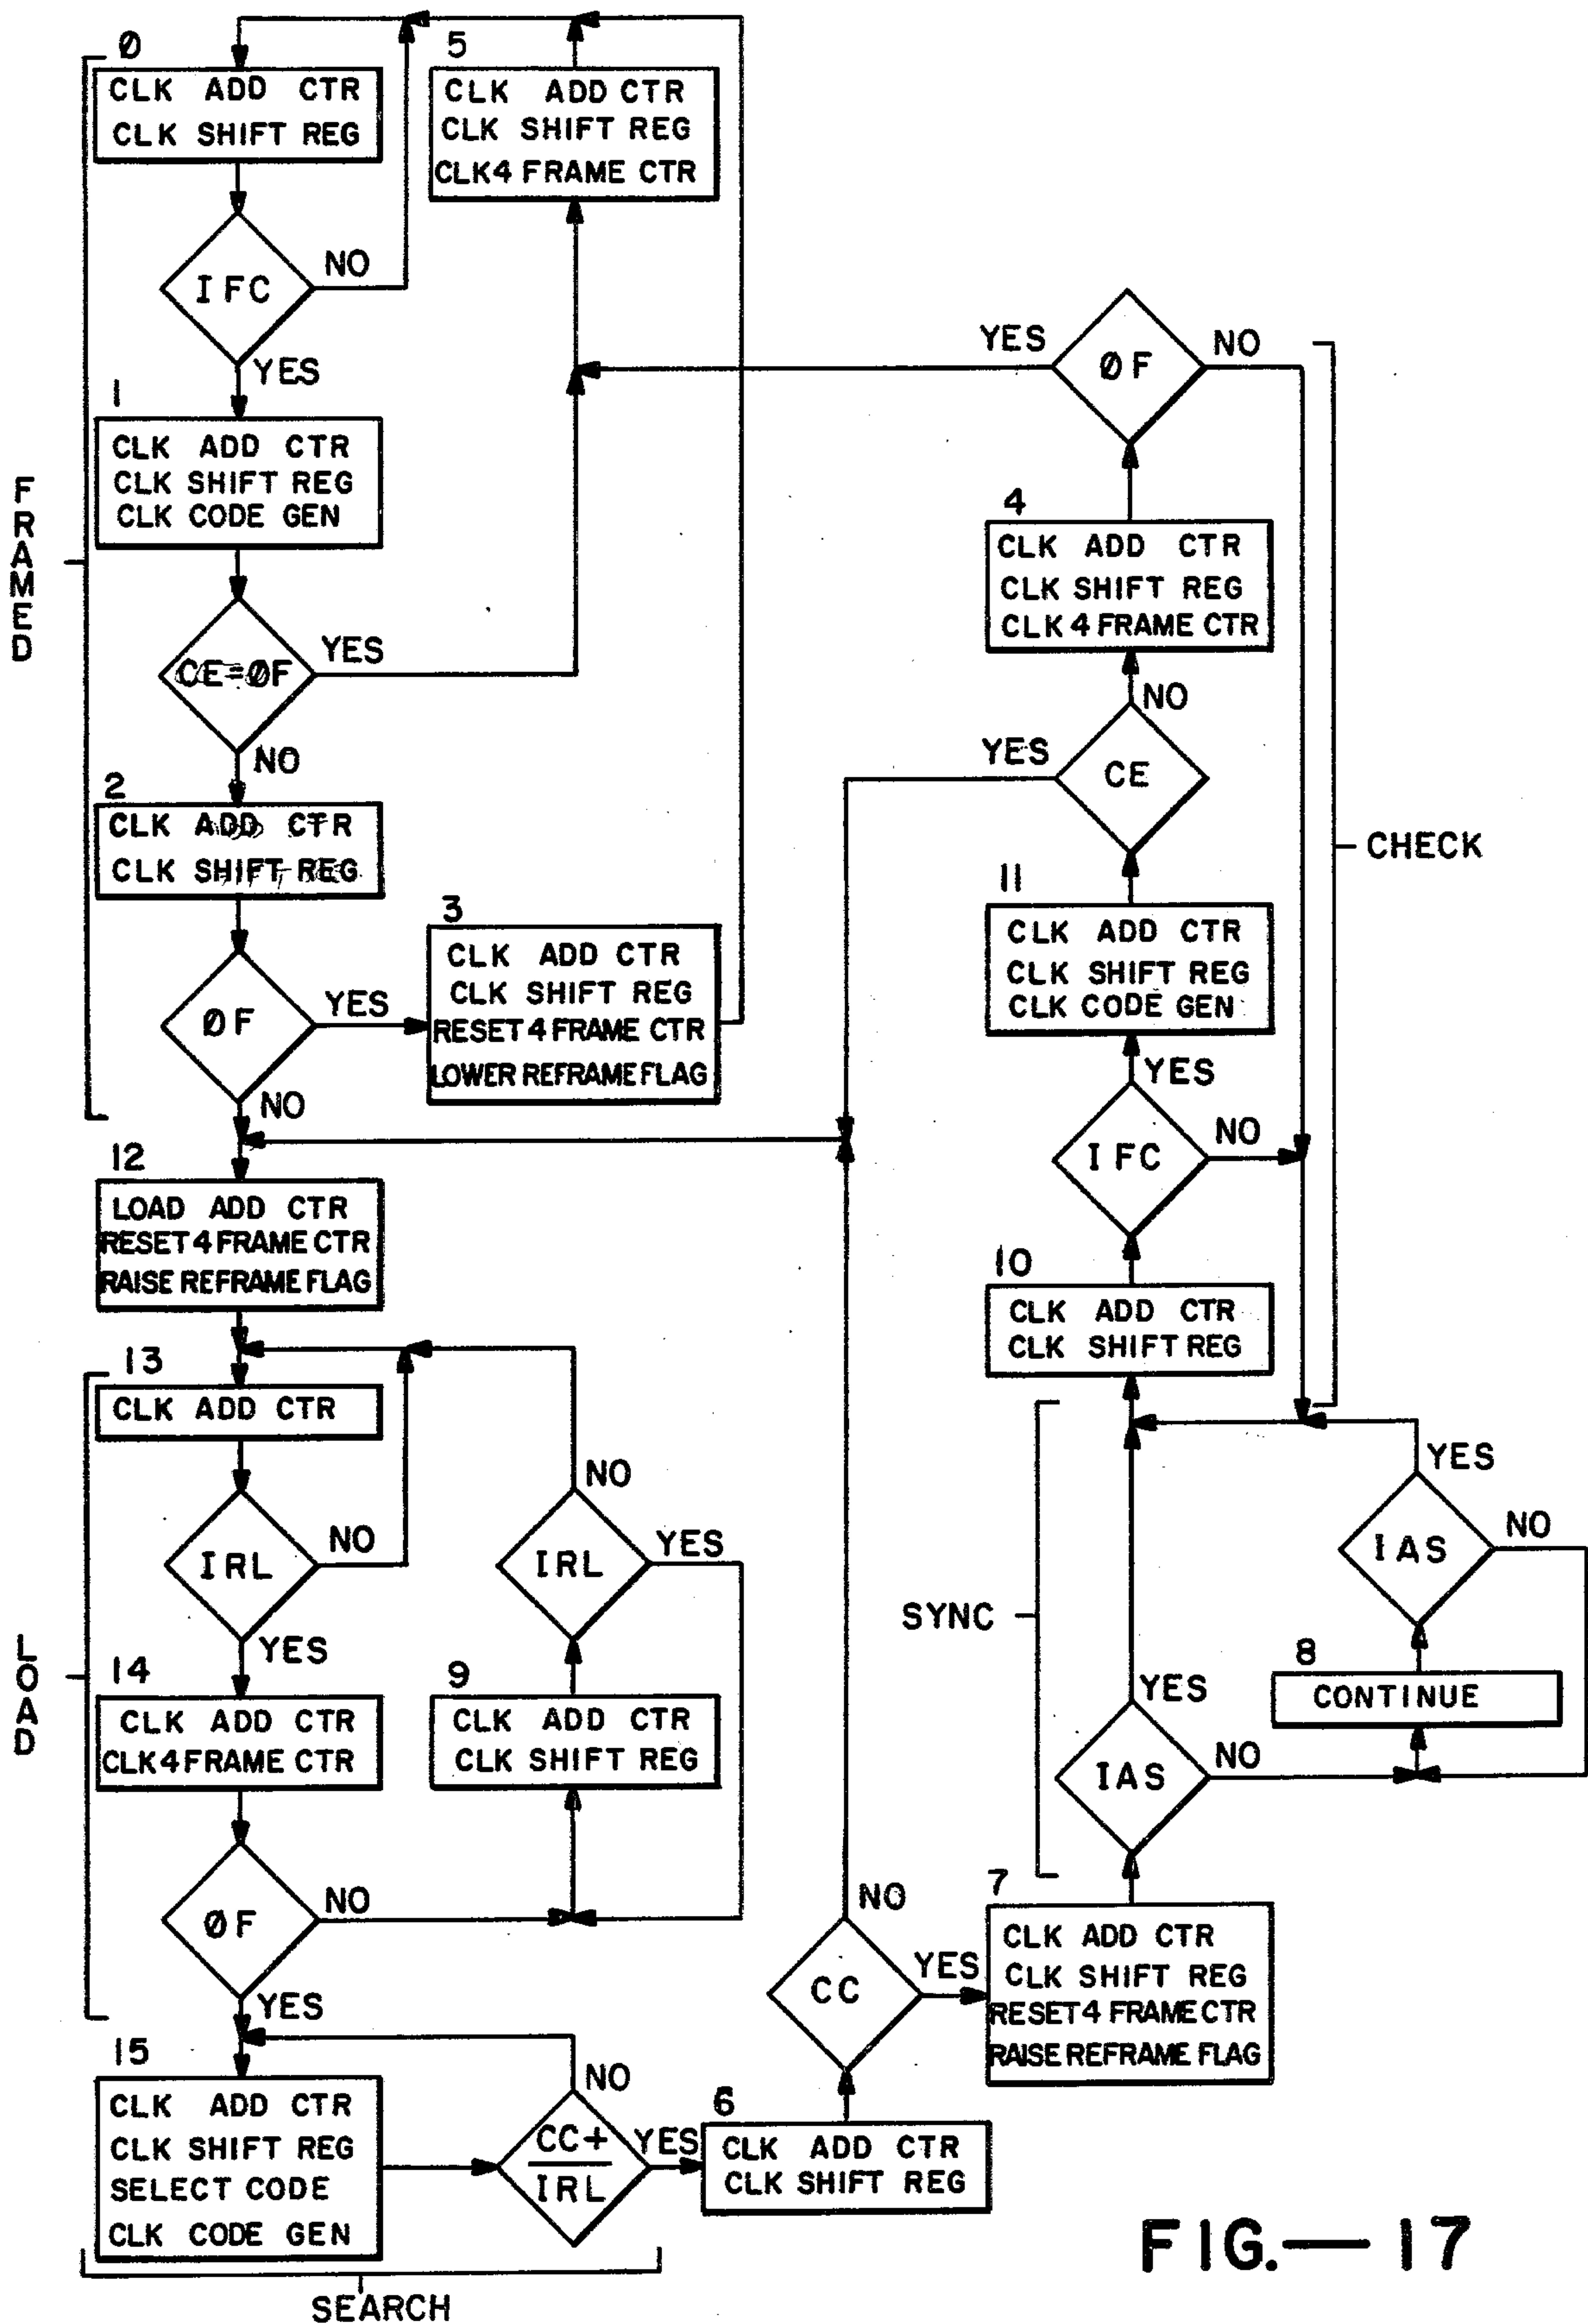 0
CLK ADD CTR
CLK SHIFT REG
IFC
NO
YES
1
CLK ADD CTR
CLK SHIFT REG
CLK CODE GEN
CE=ØF
YES
NO
2
CLK ADD CTR
CLK SHIFT REG
ØF
YES
NO
3
CLK ADD CTR
CLK SHIFT REG
RESET 4 FRAME CTR
LOWER REFRAME FLAG
5
CLK ADD CTR
CLK SHIFT REG
CLK4 FRAME CTR
FRAMED
12
LOAD ADD CTR
RESET 4 FRAME CTR
RAISE REFRAME FLAG
13
CLK ADD CTR
IRL
NO
YES
14
CLK ADD CTR
CLK4 FRAME CTR
ØF
NO
YES
9
CLK ADD CTR
CLK SHIFT REG
IRL
NO
YES
LOAD
15
CLK ADD CTR
CLK SHIFT REG
SELECT CODE
CLK CODE GEN
CC+
IRL
NO
YES
SEARCH
6
CLK ADD CTR
CLK SHIFT REG
CC
NO
YES
7
CLK ADD CTR
CLK SHIFT REG
RESET 4 FRAME CTR
RAISE REFRAME FLAG
IAS
YES
NO
8
CONTINUE
IAS
YES
NO
SYNC
10
CLK ADD CTR
CLK SHIFT REG
IFC
YES
NO
11
CLK ADD CTR
CLK SHIFT REG
CLK CODE GEN
CE
YES
NO
4
CLK ADD CTR
CLK SHIFT REG
CLK 4 FRAME CTR
ØF
YES
NO
CHECK
FIG.—17